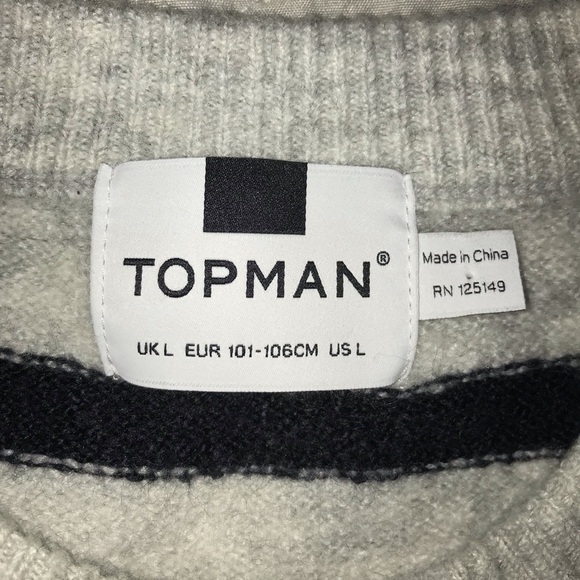 TOPMAN®
UK L EUR 101-106CM US L
Made in China
RN 125149